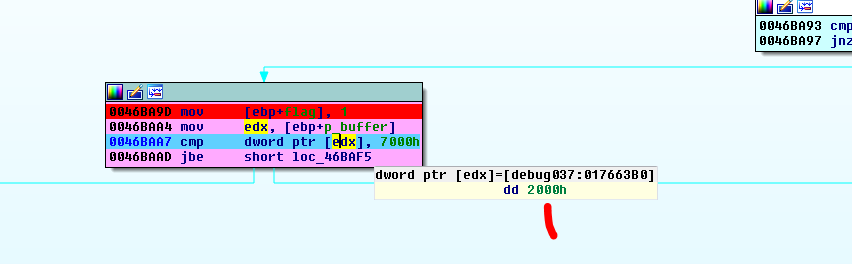 0046BA93 cmp
0046BA97 jnz
0046BA9D mov [ebp+flag], 1
0046BAA4 mov edx, [ebp+p_buffer]
0046BAA7 cmp dword ptr [edx], 7000h
0046BAAD jbe short loc_46BAF5
dword ptr [edx]=[debug037:017663B0]
dd 2000h